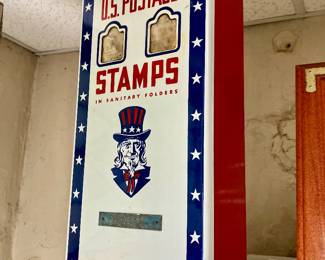 U.S. POSTAGE
STAMPS
IN SANITARY FOLDERS